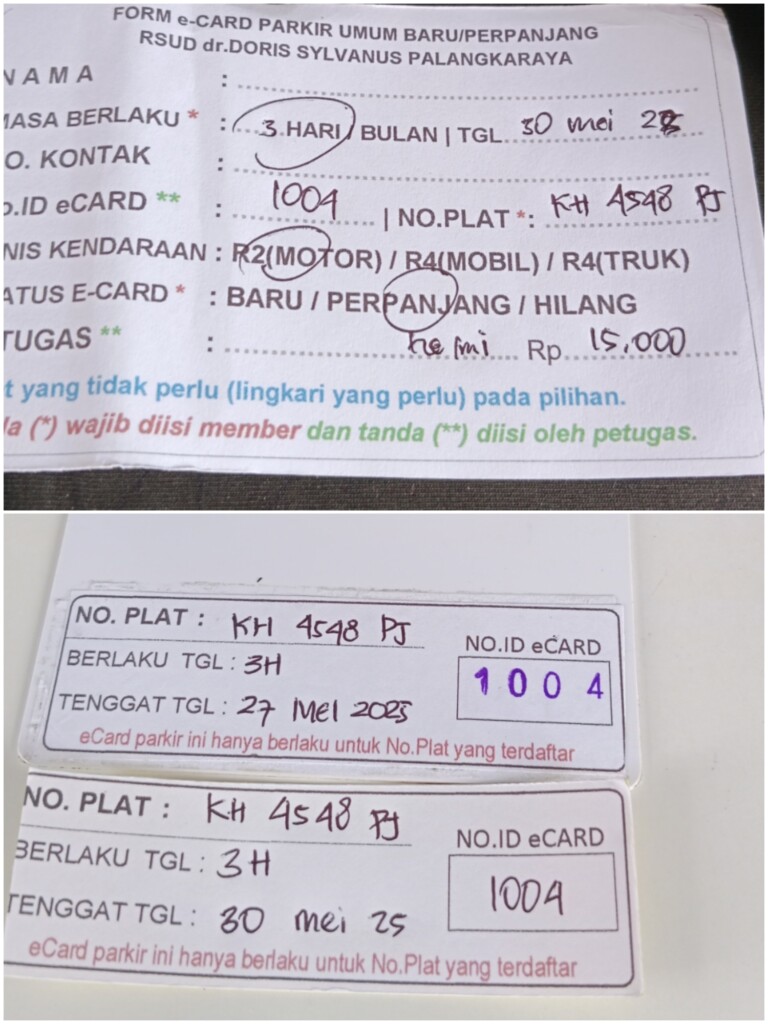 FORM e-CARD PARKIR UMUM BARU/PERPANJANG
RSUD dr.DORIS SYLVANUS PALANGKARAYA
NAMA :
MASA BERLAKU * : 3 HARI / BULAN | TGL 30 mei 25
O. KONTAK :
O.ID eCARD ** : 1004 | NO.PLAT *: KH 4548 PJ
NIS KENDARAAN : R2(MOTOR) / R4(MOBIL) / R4(TRUK)
ATUS E-CARD * : BARU / PERPANJANG / HILANG
TUGAS ** : helmi Rp. 15.000
t yang tidak perlu (lingkari yang perlu) pada pilihan.
a (*) wajib diisi member dan tanda (**) diisi oleh petugas.
NO. PLAT : KH 4548 PJ
NO.ID eCARD
BERLAKU TGL : 3H
1004
TENGGAT TGL : 27 Mei 2025
eCard parkir ini hanya berlaku untuk No.Plat yang terdaftar
NO. PLAT : KH 4548 PJ
NO.ID eCARD
BERLAKU TGL : 3H
1004
TENGGAT TGL : 30 mei 25
eCard parkir ini hanya berlaku untuk No.Plat yang terdaftar